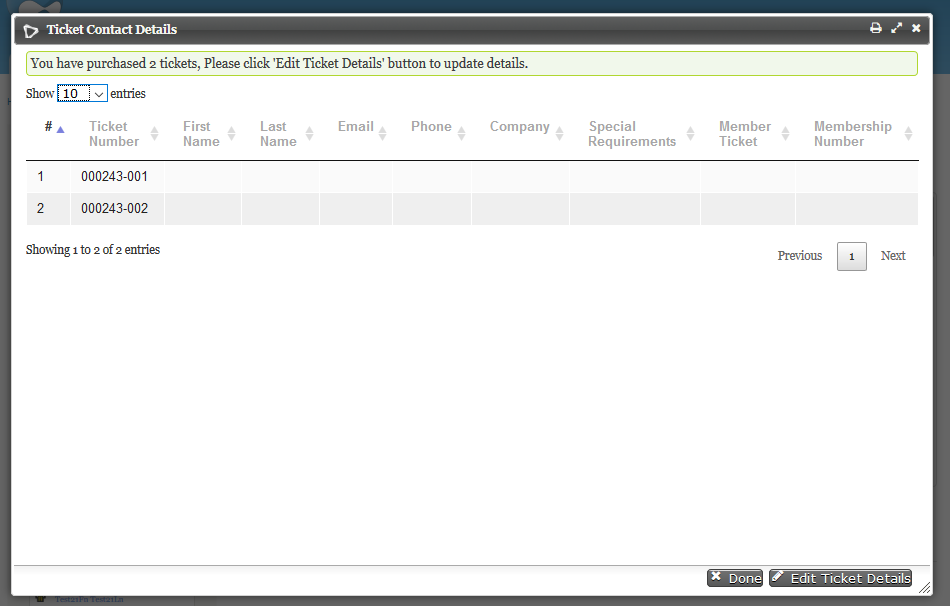 Ticket Contact Details
You have purchased 2 tickets, Please click 'Edit Ticket Details' button to update details.
Show 10 entries
# Ticket Number First Name Last Name Email Phone Company Special Requirements Member Ticket Membership Number
1 000243-001
2 000243-002
Showing 1 to 2 of 2 entries
Previous 1 Next
Done Edit Ticket Details